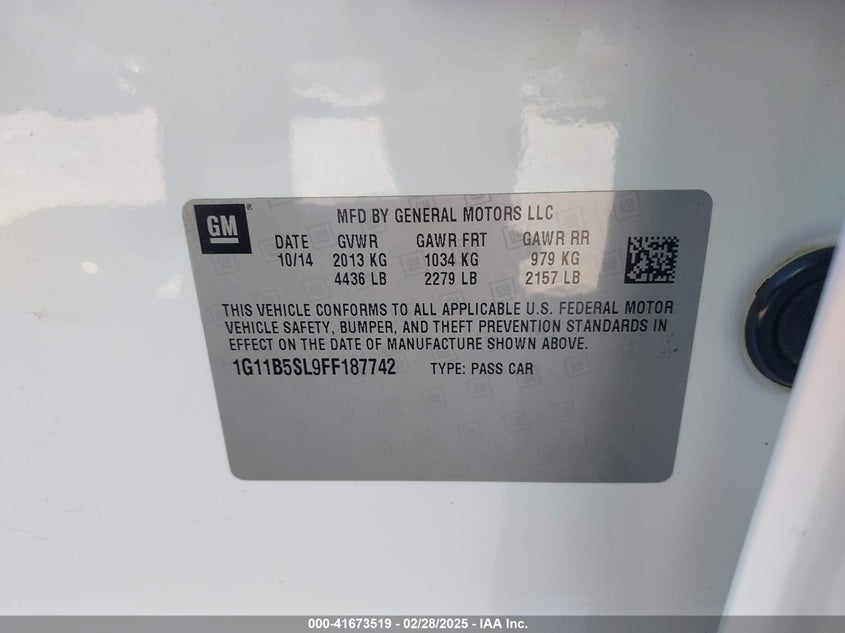 GM ®
MFD BY GENERAL MOTORS LLC
DATE GVWR GAWR FRT GAWR RR
10/14 2013 KG 1034 KG 979 KG
4436 LB 2279 LB 2157 LB
THIS VEHICLE CONFORMS TO ALL APPLICABLE U.S. FEDERAL MOTOR
VEHICLE SAFETY, BUMPER, AND THEFT PREVENTION STANDARDS IN
EFFECT ON THE DATE OF MANUFACTURE SHOWN ABOVE.
1G11B5SL9FF187742 TYPE: PASS CAR
000-41673519 - 02/28/2025 - IAA Inc.